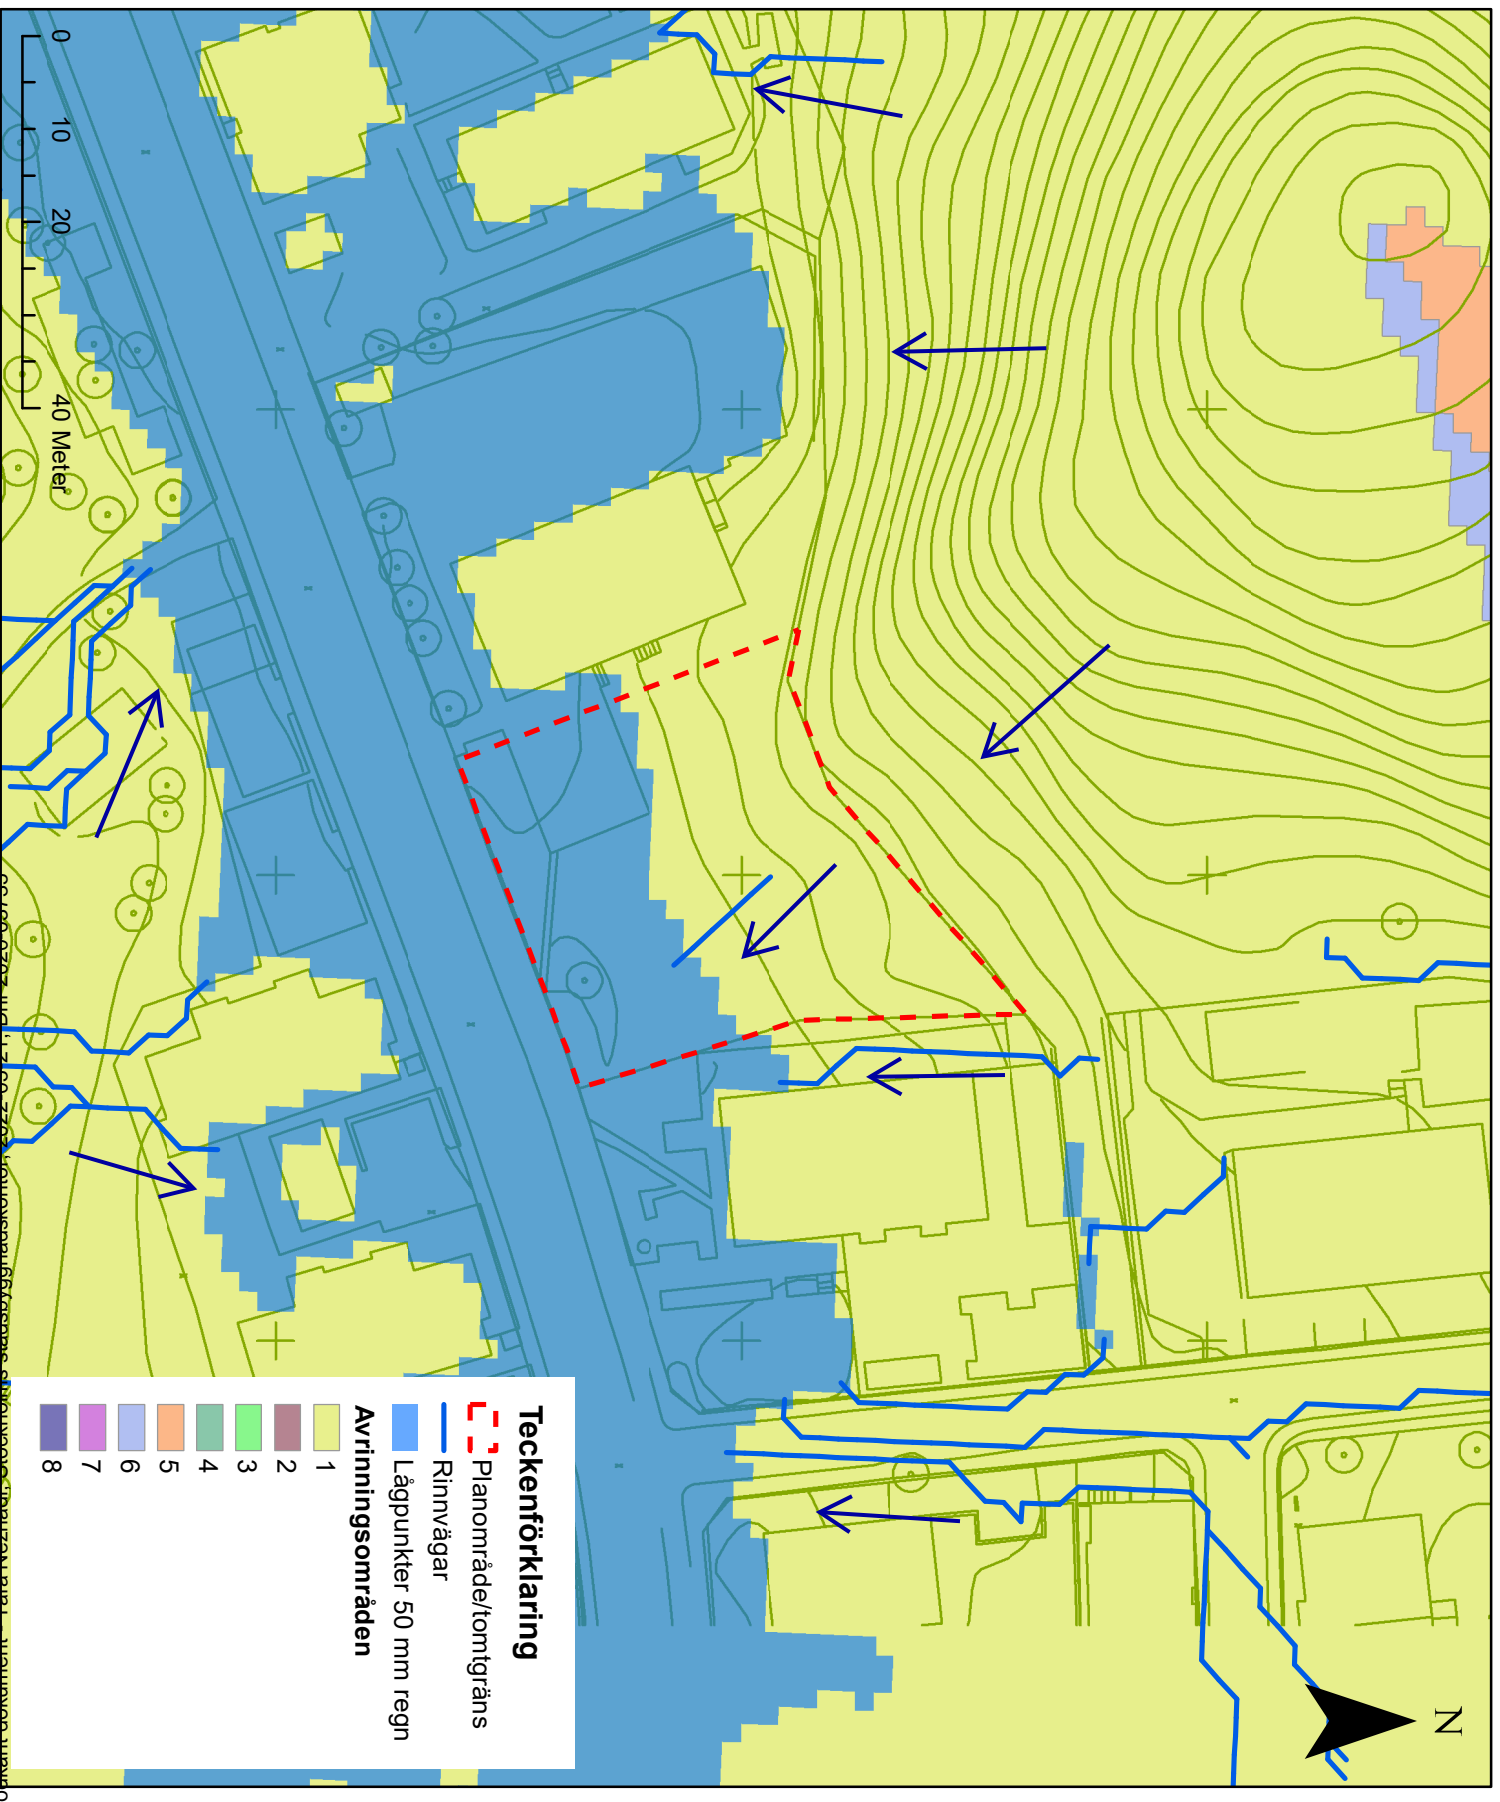 N
Teckenförklaring
Planområde/tomtgräns
Rinnvägar
Lågpunkter 50 mm regn
Avrinningsområden
1
2
3
4
5
6
7
8
0 10 20 40 Meter